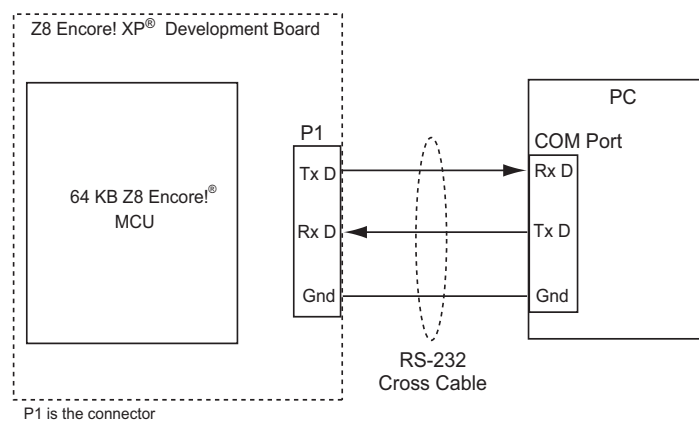 Z8 Encore! XP® Development Board
PC
P1
COM Port
Tx D
Rx D
64 KB Z8 Encore!®
MCU
Rx D
Tx D
Gnd
Gnd
RS-232
Cross Cable
P1 is the connector